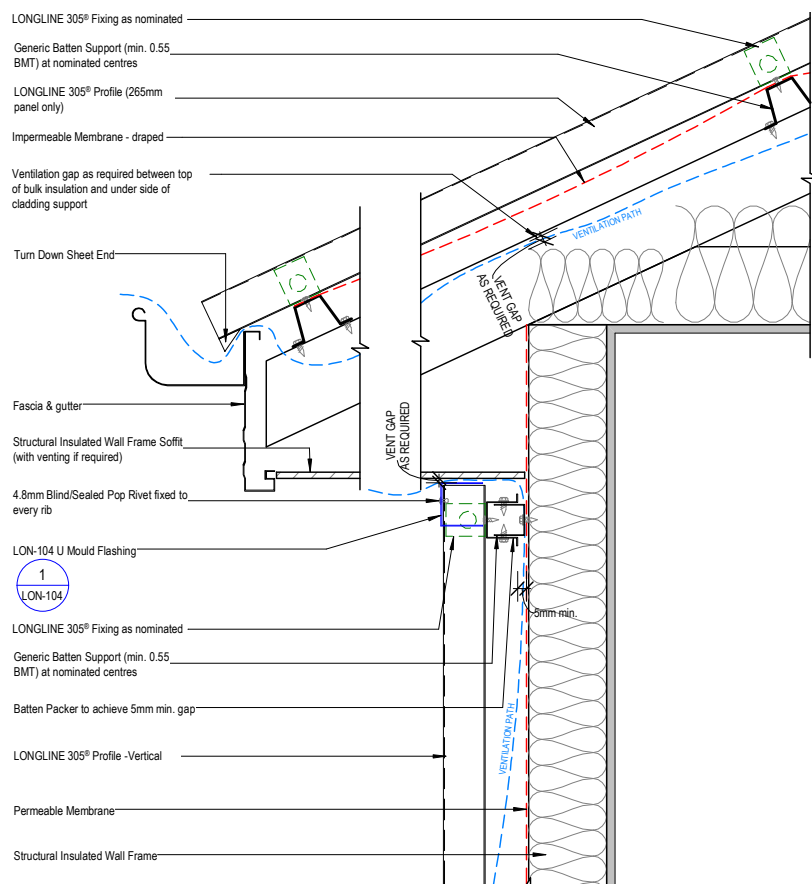 LONGLINE 305® Fixing as nominated
Generic Batten Support (min. 0.55
BMT) at nominated centres
LONGLINE 305® Profile (265mm
panel only)
Impermeable Membrane - draped
Ventilation gap as required between top
of bulk insulation and under side of
cladding support
VENTILATION PATH
Turn Down Sheet End
VENT GAP
AS REQUIRED
Fascia & gutter
VENT GAP
AS REQUIRED
Structural Insulated Wall Frame Soffit
(with venting if required)
4.8mm Blind/Sealed Pop Rivet fixed to
every rib
LON-104 U Mould Flashing
1
LON-104
5mm min.
LONGLINE 305® Fixing as nominated
Generic Batten Support (min. 0.55
BMT) at nominated centres
Batten Packer to achieve 5mm min. gap
VENTILATION PATH
LONGLINE 305® Profile -Vertical
Permeable Membrane
Structural Insulated Wall Frame